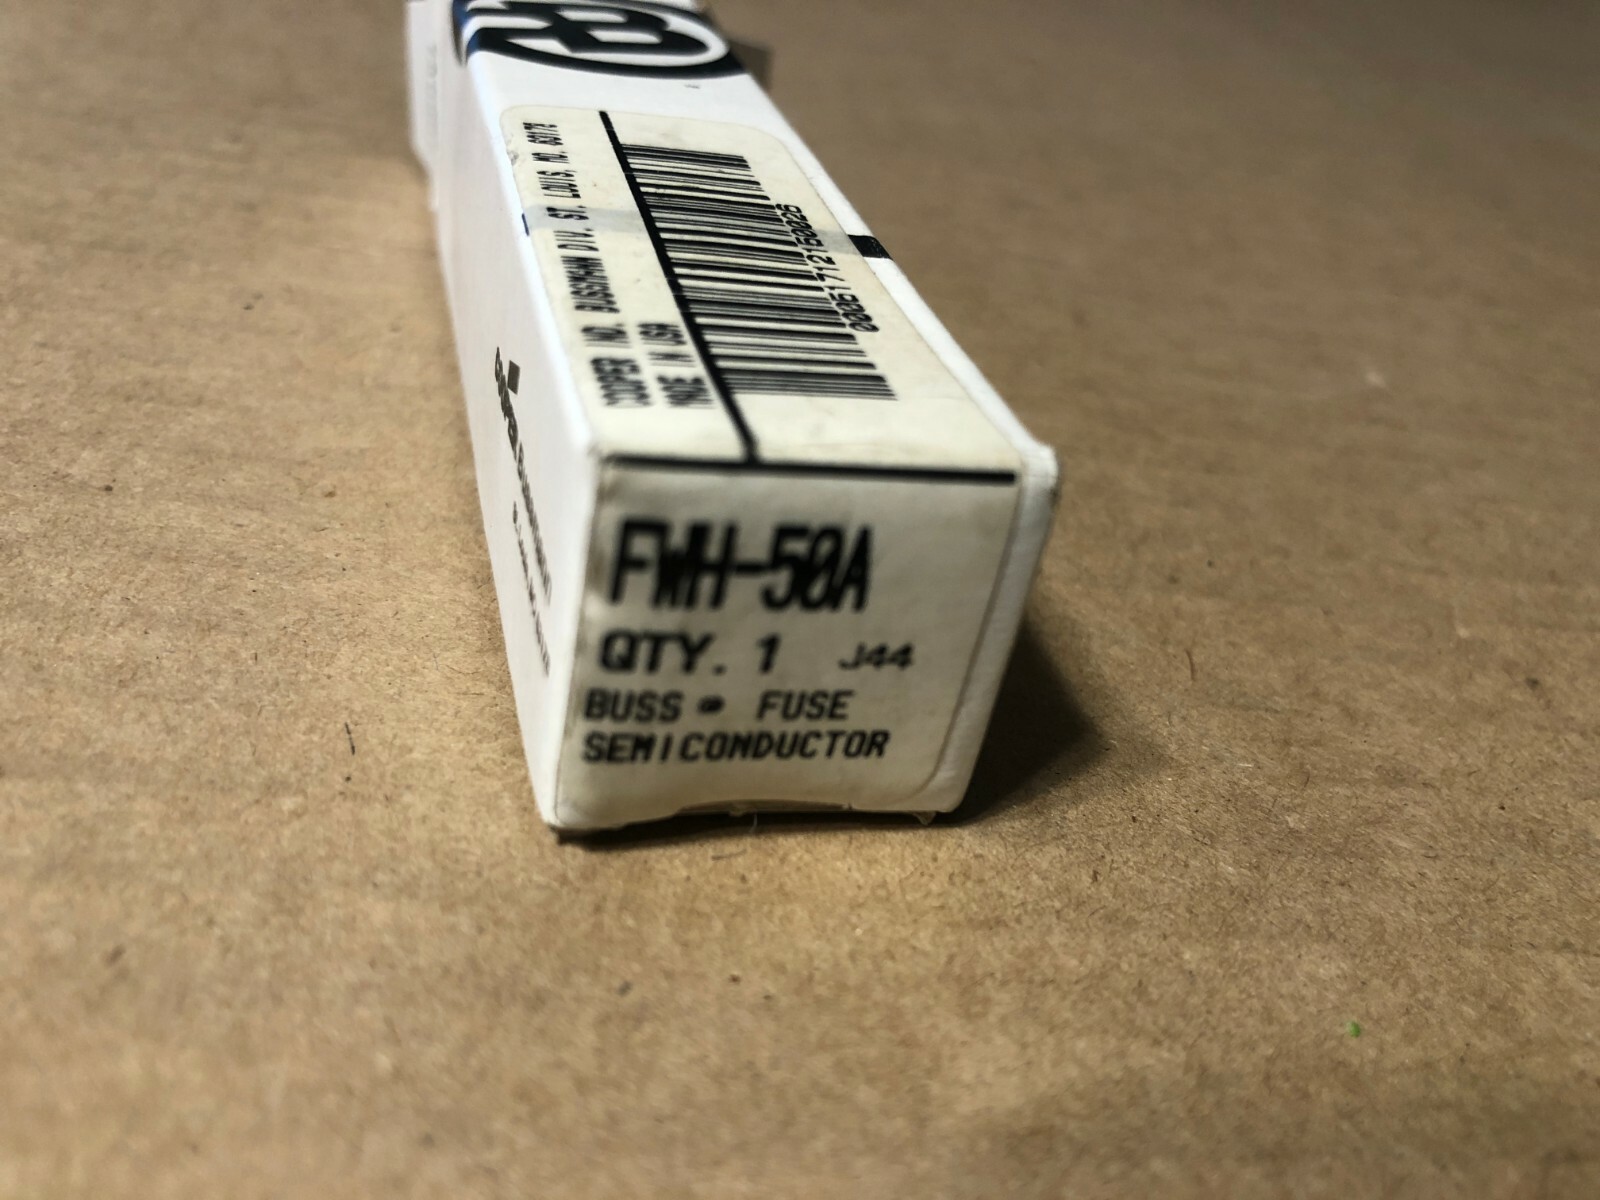 COOPER IND. BUSSMANN DIV. ST. LOUIS, MO. 63178
MADE IN USA
FWH-50A
QTY. 1 J44
BUSS ® FUSE
SEMICONDUCTOR